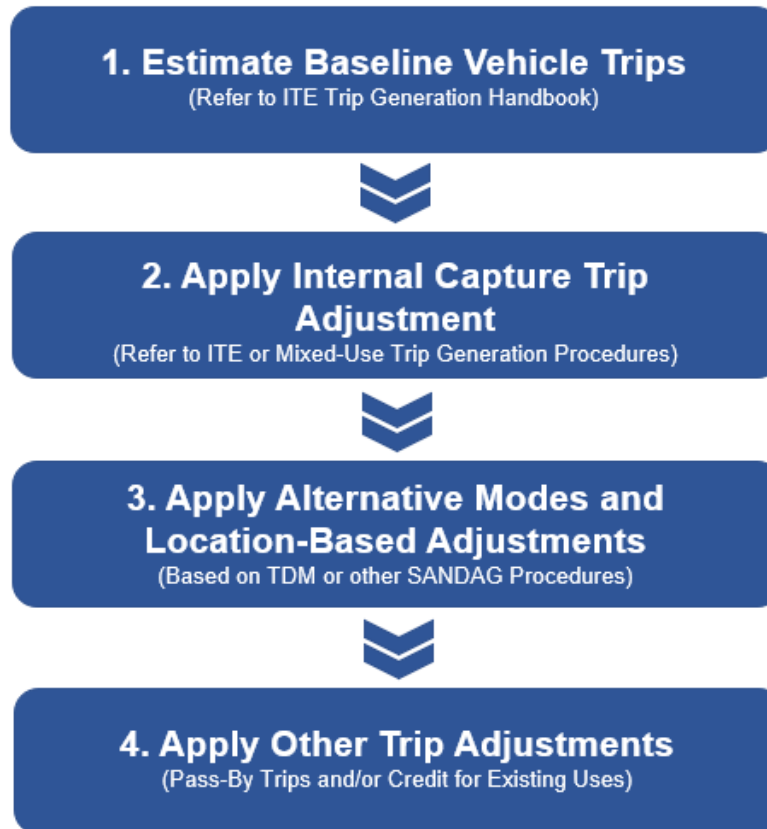 1. Estimate Baseline Vehicle Trips
(Refer to ITE Trip Generation Handbook)
2. Apply Internal Capture Trip
Adjustment
(Refer to ITE or Mixed-Use Trip Generation Procedures)
3. Apply Alternative Modes and
Location-Based Adjustments
(Based on TDM or other SANDAG Procedures)
4. Apply Other Trip Adjustments
(Pass-By Trips and/or Credit for Existing Uses)